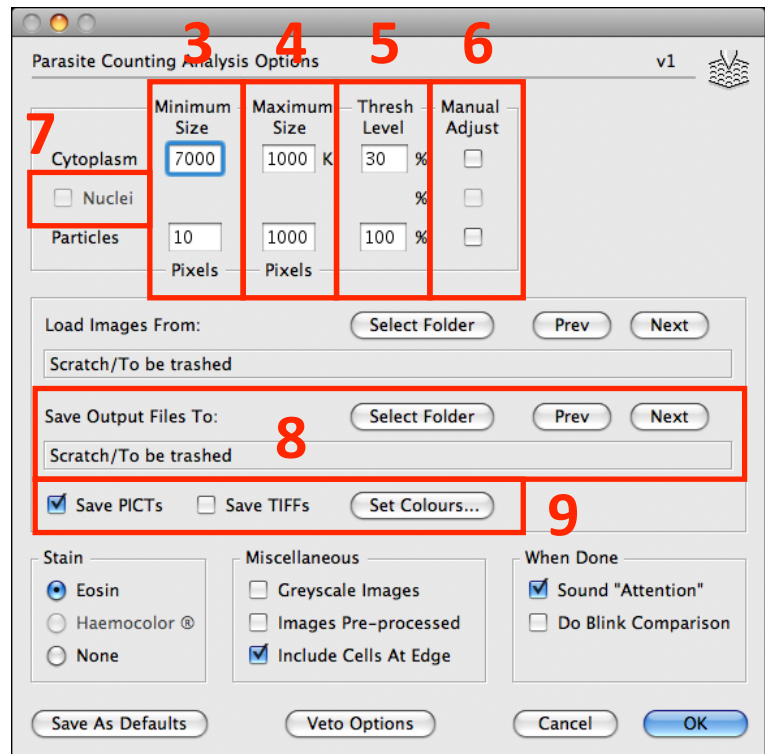 3 4 5 6
Parasite Counting Analysis Options v1
Minimum Size Maximum Size Thresh Level Manual Adjust
7
Cytoplasm 7000 1000 K 30 %
Nuclei %
Particles 10 1000 100 %
Pixels Pixels
Load Images From: Select Folder Prev Next
Scratch/To be trashed
Save Output Files To: Select Folder Prev Next
8
Scratch/To be trashed
Save PICTs Save TIFFs Set Colours... 9
Stain Miscellaneous When Done
Eosin Greyscale Images Sound "Attention"
Haemocolor ® Images Pre-processed Do Blink Comparison
None Include Cells At Edge
Save As Defaults Veto Options Cancel OK